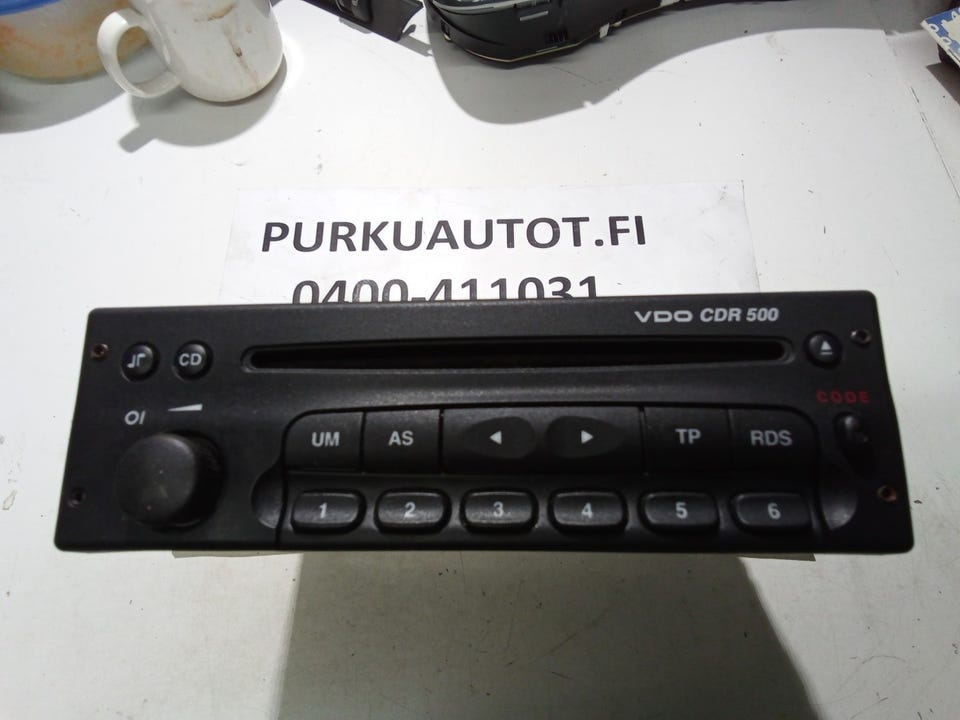 PURKUAUTOT.FI
0400-411031
VDO CDR 500
CD
CODE
UM AS TP RDS
1 2 3 4 5 6